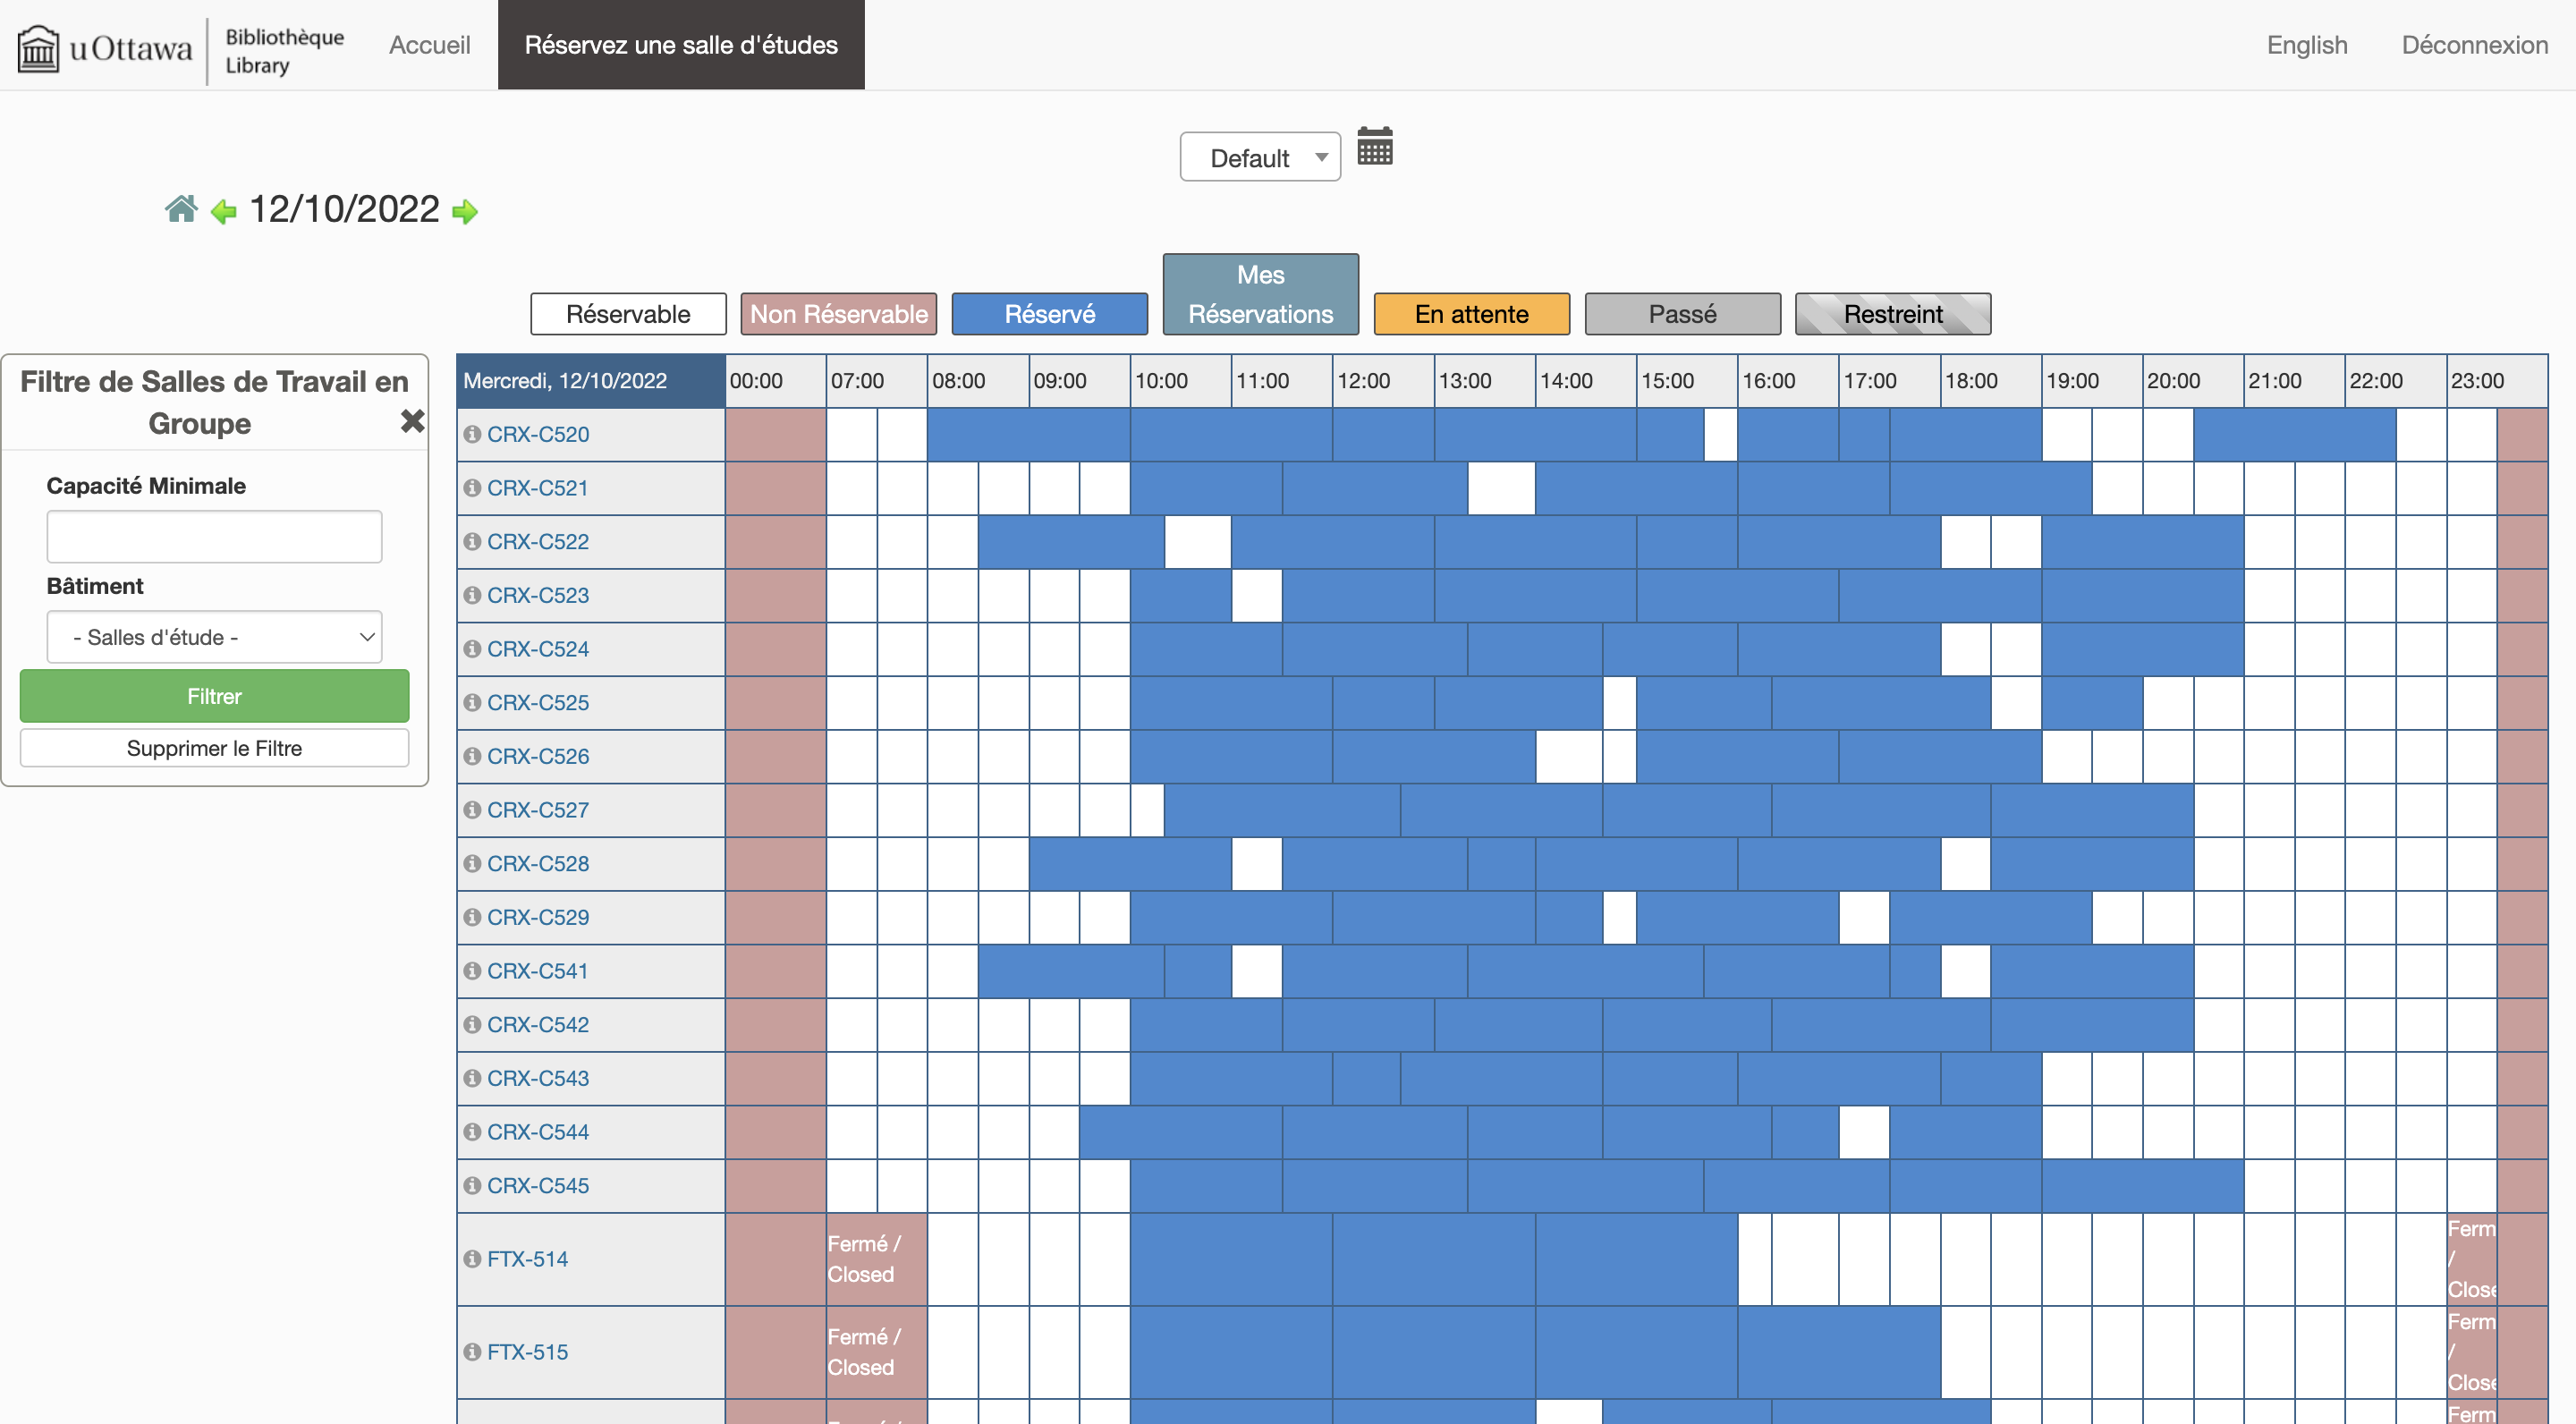 uOttawa
Bibliothèque
Library
Accueil
Réservez une salle d'études
English
Déconnexion
Default
12/10/2022
Réservable
Non Réservable
Réservé
Mes
Réservations
En attente
Passé
Restreint
Filtre de Salles de Travail en
Groupe
Capacité Minimale
Bâtiment
- Salles d'étude -
Filtrer
Supprimer le Filtre
Mercredi, 12/10/2022 00:00 07:00 08:00 09:00 10:00 11:00 12:00 13:00 14:00 15:00 16:00 17:00 18:00 19:00 20:00 21:00 22:00 23:00
CRX-C520
CRX-C521
CRX-C522
CRX-C523
CRX-C524
CRX-C525
CRX-C526
CRX-C527
CRX-C528
CRX-C529
CRX-C541
CRX-C542
CRX-C543
CRX-C544
CRX-C545
FTX-514
Fermé /
Closed
Ferm
/
Close
FTX-515
Fermé /
Closed
Ferm
/
Close
Ferm